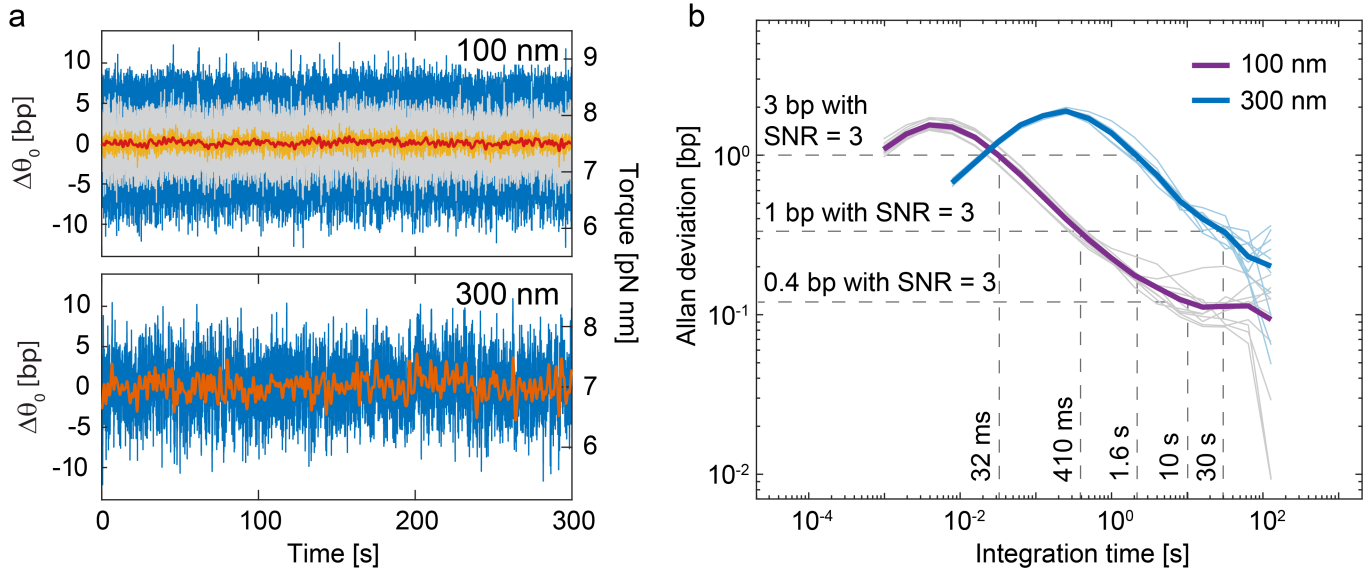 a
100 nm
10
5
0
-5
-10
Δθ0 [bp]
9
8
7
6
Torque [pN nm]
300 nm
10
5
0
-5
-10
Δθ0 [bp]
8
7
6
0
100
200
300
Time [s]
b
100 nm
300 nm
3 bp with
SNR = 3
1 bp with SNR = 3
0.4 bp with SNR = 3
10^0
10^-1
10^-2
Allan deviation [bp]
32 ms
410 ms
1.6 s
10 s
30 s
10^-4
10^-2
10^0
10^2
Integration time [s]